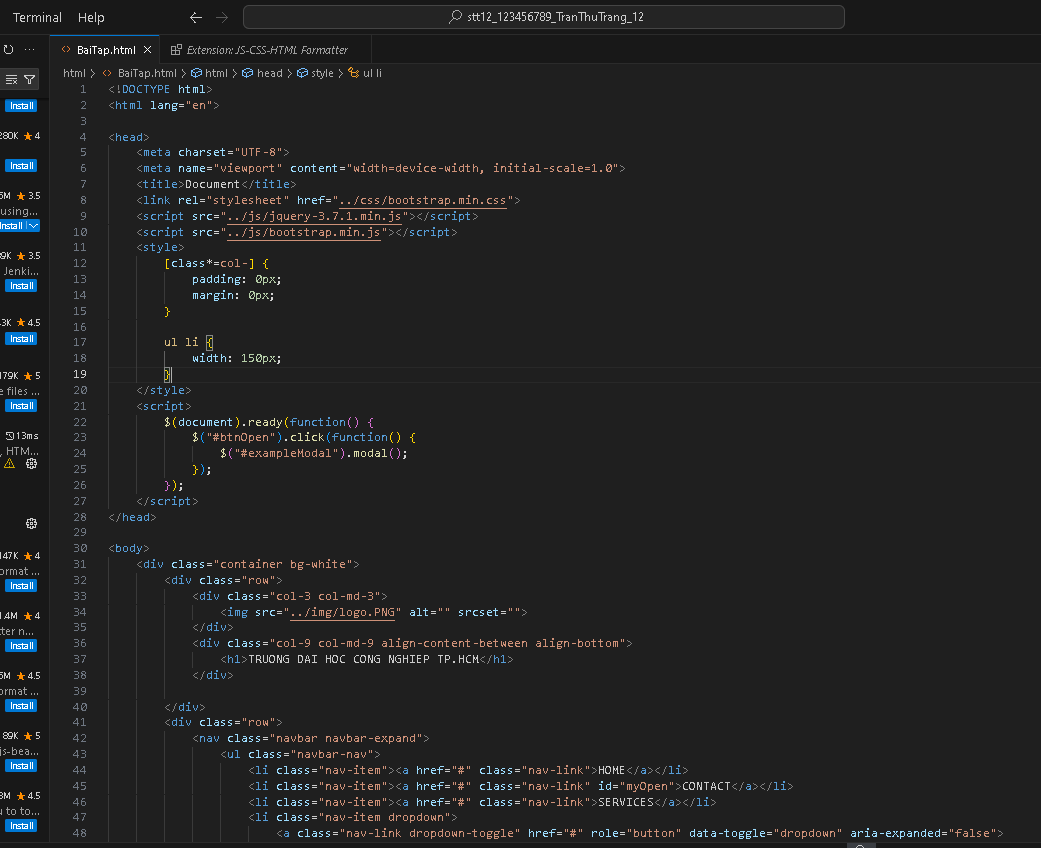 Terminal Help
stt12_123456789_TranThuTrang_12
BaiTap.html
Extension: JS-CSS-HTML Formatter
html > BaiTap.html > html > head > style > ul li
Install
280K ★ 4
Install
5M ★ 3.5
using...
Install
89K ★ 3.5
Jenki...
Install
3K ★ 4.5
Install
179K ★ 5
e files ...
Install
13ms
, HTM...
147K ★ 4
ormat ...
Install
1.4M ★ 4
tter n...
Install
5M ★ 4.5
ormat ...
Install
89K ★ 5
js-bea...
Install
3M ★ 4.5
u to to...
Install
1 <!DOCTYPE html>
2 <html lang="en">
3
4 <head>
5     <meta charset="UTF-8">
6     <meta name="viewport" content="width=device-width, initial-scale=1.0">
7     <title>Document</title>
8     <link rel="stylesheet" href="../css/bootstrap.min.css">
9     <script src="../js/jquery-3.7.1.min.js"></script>
10     <script src="../js/bootstrap.min.js"></script>
11     <style>
12         [class*=col-] {
13             padding: 0px;
14             margin: 0px;
15         }
16
17         ul li {
18             width: 150px;
19         }
20     </style>
21     <script>
22         $(document).ready(function() {
23             $("#btnOpen").click(function() {
24                 $("#exampleModal").modal();
25             });
26         });
27     </script>
28 </head>
29
30 <body>
31     <div class="container bg-white">
32         <div class="row">
33             <div class="col-3 col-md-3">
34                 <img src="../img/logo.PNG" alt="" srcset="">
35             </div>
36             <div class="col-9 col-md-9 align-content-between align-bottom">
37                 <h1>TRUONG DAI HOC CONG NGHIEP TP.HCM</h1>
38             </div>
39
40         </div>
41         <div class="row">
42             <nav class="navbar navbar-expand">
43                 <ul class="navbar-nav">
44                     <li class="nav-item"><a href="#" class="nav-link">HOME</a></li>
45                     <li class="nav-item"><a href="#" class="nav-link" id="myOpen">CONTACT</a></li>
46                     <li class="nav-item"><a href="#" class="nav-link">SERVICES</a></li>
47                     <li class="nav-item dropdown">
48                         <a class="nav-link dropdown-toggle" href="#" role="button" data-toggle="dropdown" aria-expanded="false">